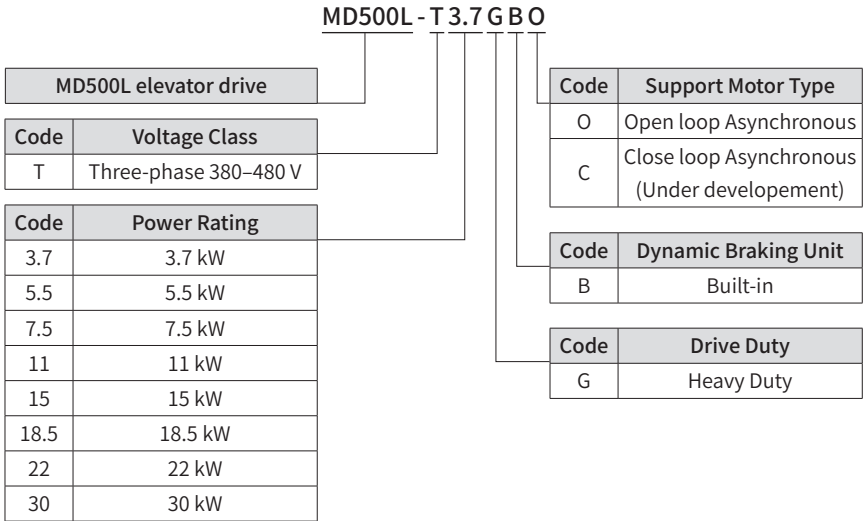 MD500L - T 3.7 G B O
MD500L elevator drive
Code Voltage Class
T Three-phase 380–480 V
Code Power Rating
3.7 3.7 kW
5.5 5.5 kW
7.5 7.5 kW
11 11 kW
15 15 kW
18.5 18.5 kW
22 22 kW
30 30 kW
Code Support Motor Type
O Open loop Asynchronous
C Close loop Asynchronous
(Under developement)
Code Dynamic Braking Unit
B Built-in
Code Drive Duty
G Heavy Duty